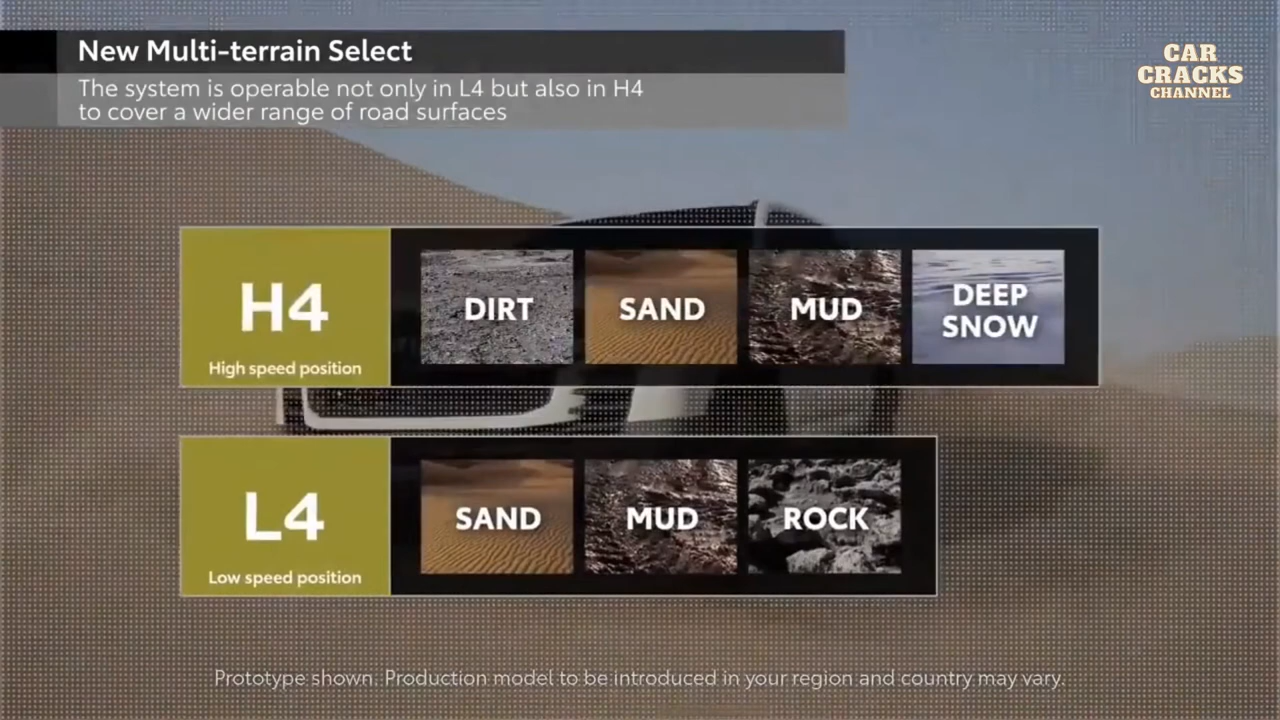 New Multi-terrain Select
The system is operable not only in L4 but also in H4
to cover a wider range of road surfaces
CAR
CRACKS
CHANNEL
H4
High speed position
DIRT
SAND
MUD
DEEP
SNOW
L4
Low speed position
SAND
MUD
ROCK
Prototype shown. Production model to be introduced in your region and country may vary.